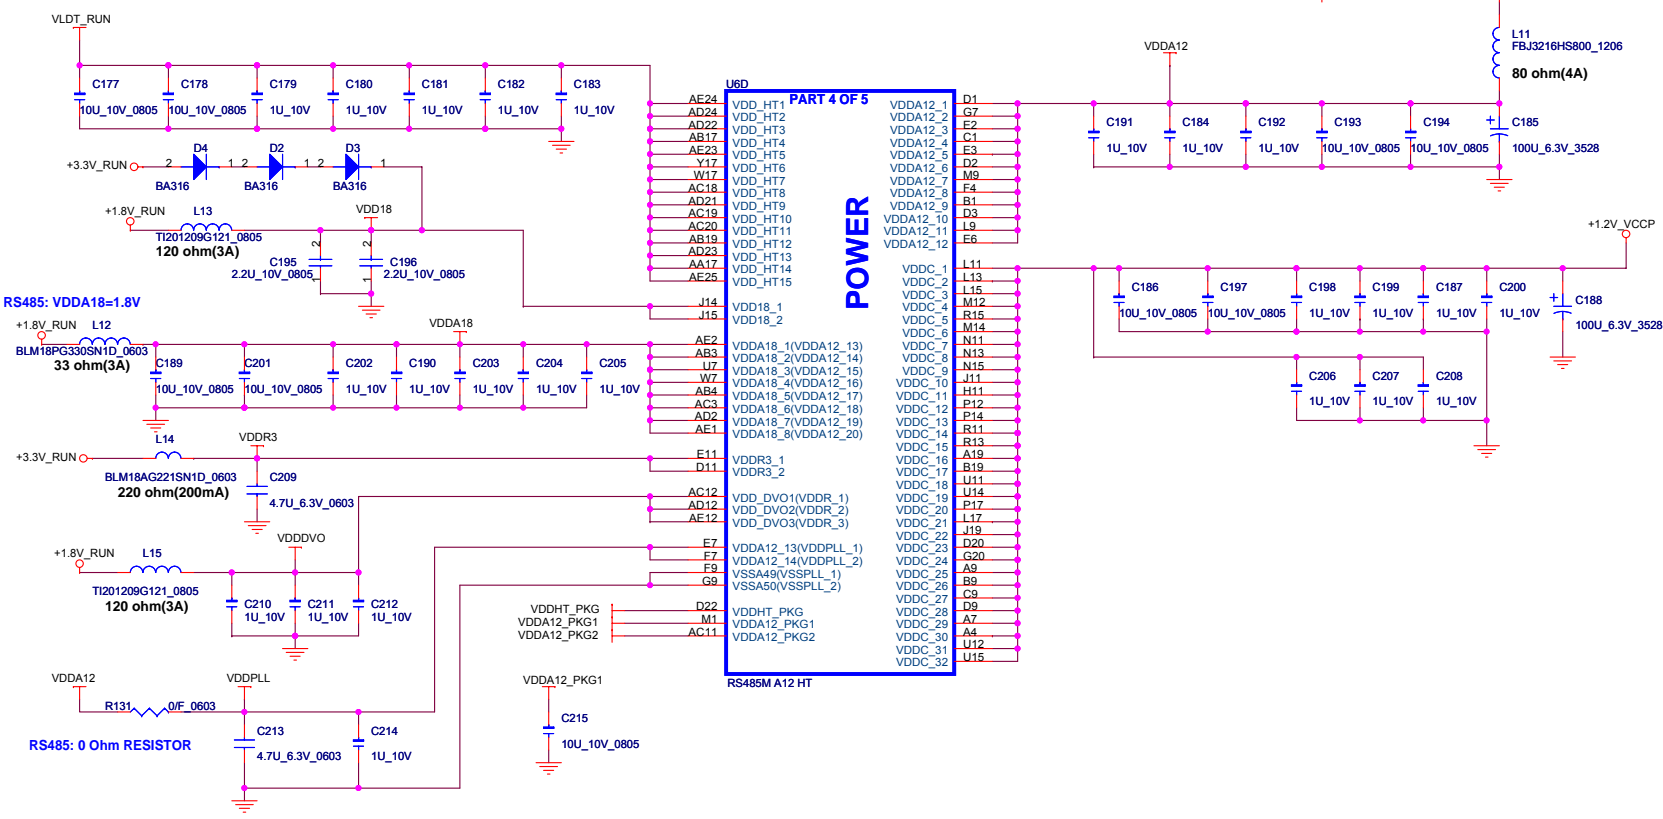 VLDT_RUN
C177
10U_10V_0805
C178
10U_10V_0805
C179
1U_10V
C180
1U_10V
C181
1U_10V
C182
1U_10V
C183
1U_10V
+3.3V_RUN
2
D4
1
BA316
2
D2
1
BA316
2
D3
1
BA316
+1.8V_RUN
L13
TI201209G121_0805
120 ohm(3A)
VDD18
2
C195
2.2U_10V_0805
1
2
C196
2.2U_10V_0805
1
RS485: VDDA18=1.8V
+1.8V_RUN
L12
BLM18PG330SN1D_0603
33 ohm(3A)
VDDA18
C189
10U_10V_0805
C201
10U_10V_0805
C202
1U_10V
C190
1U_10V
C203
1U_10V
C204
1U_10V
C205
1U_10V
L14
+3.3V_RUN
BLM18AG221SN1D_0603
220 ohm(200mA)
VDDR3
C209
4.7U_6.3V_0603
+1.8V_RUN
L15
TI201209G121_0805
120 ohm(3A)
VDDDVO
C210
1U_10V
C211
1U_10V
C212
1U_10V
VDDA12
R131
0/F_0603
RS485: 0 Ohm RESISTOR
VDDPLL
C213
4.7U_6.3V_0603
C214
1U_10V
VDDHT_PKG
VDDA12_PKG1
VDDA12_PKG2
VDDA12_PKG1
C215
10U_10V_0805
U6D
PART 4 OF 5
POWER
AE24 VDD_HT1
AD24 VDD_HT2
AD22 VDD_HT3
AB17 VDD_HT4
AE23 VDD_HT5
Y17 VDD_HT6
W17 VDD_HT7
AC18 VDD_HT8
AD21 VDD_HT9
AC19 VDD_HT10
AC20 VDD_HT11
AB19 VDD_HT12
AD23 VDD_HT13
AA17 VDD_HT14
AE25 VDD_HT15
J14 VDD18_1
J15 VDD18_2
AE2 VDDA18_1(VDDA12_13)
AB3 VDDA18_2(VDDA12_14)
U7 VDDA18_3(VDDA12_15)
W7 VDDA18_4(VDDA12_16)
AB4 VDDA18_5(VDDA12_17)
AC3 VDDA18_6(VDDA12_18)
AD2 VDDA18_7(VDDA12_19)
AE1 VDDA18_8(VDDA12_20)
E11 VDDR3_1
D11 VDDR3_2
AC12 VDD_DVO1(VDDR_1)
AD12 VDD_DVO2(VDDR_2)
AE12 VDD_DVO3(VDDR_3)
E7 VDDA12_13(VDDPLL_1)
F7 VDDA12_14(VDDPLL_2)
F9 VSSA49(VSSPLL_1)
G9 VSSA50(VSSPLL_2)
D22 VDDHT_PKG
M1 VDDA12_PKG1
AC11 VDDA12_PKG2
VDDA12_1 D1
VDDA12_2 G7
VDDA12_3 E2
VDDA12_4 C1
VDDA12_5 E3
VDDA12_6 D2
VDDA12_7 M9
VDDA12_8 F4
VDDA12_9 B1
VDDA12_10 D3
VDDA12_11 L9
VDDA12_12 E6
VDDC_1 L11
VDDC_2 L13
VDDC_3 L15
VDDC_4 M12
VDDC_5 R15
VDDC_6 M14
VDDC_7 N11
VDDC_8 N13
VDDC_9 N15
VDDC_10 J11
VDDC_11 H11
VDDC_12 P12
VDDC_13 P14
VDDC_14 R11
VDDC_15 R13
VDDC_16 A19
VDDC_17 B19
VDDC_18 U11
VDDC_19 U14
VDDC_20 P17
VDDC_21 L17
VDDC_22 J19
VDDC_23 D20
VDDC_24 G20
VDDC_25 A9
VDDC_26 B9
VDDC_27 C9
VDDC_28 D9
VDDC_29 A7
VDDC_30 A4
VDDC_31 U12
VDDC_32 U15
RS485M A12 HT
L11
FBJ3216HS800_1206
80 ohm(4A)
VDDA12
C191
1U_10V
C184
1U_10V
C192
1U_10V
C193
10U_10V_0805
C194
10U_10V_0805
+
C185
100U_6.3V_3528
+1.2V_VCCP
C186
10U_10V_0805
C197
10U_10V_0805
C198
1U_10V
C199
1U_10V
C187
1U_10V
C200
1U_10V
+
C188
100U_6.3V_3528
C206
1U_10V
C207
1U_10V
C208
1U_10V